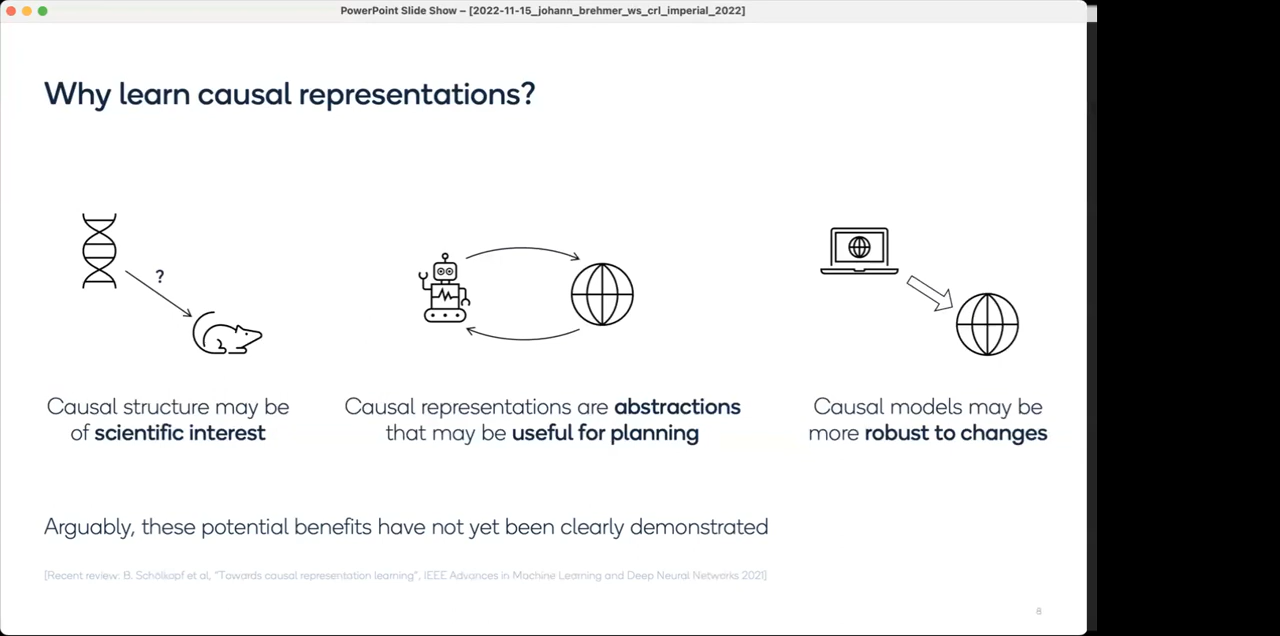 PowerPoint Slide Show – [2022-11-15_johann_brehmer_ws_crl_imperial_2022]
Why learn causal representations?
?
Causal structure may be
of scientific interest
Causal representations are abstractions
that may be useful for planning
Causal models may be
more robust to changes
Arguably, these potential benefits have not yet been clearly demonstrated
[Recent review: B. Schölkopf et al, "Towards causal representation learning", IEEE Advances in Machine Learning and Deep Neural Networks 2021]
8